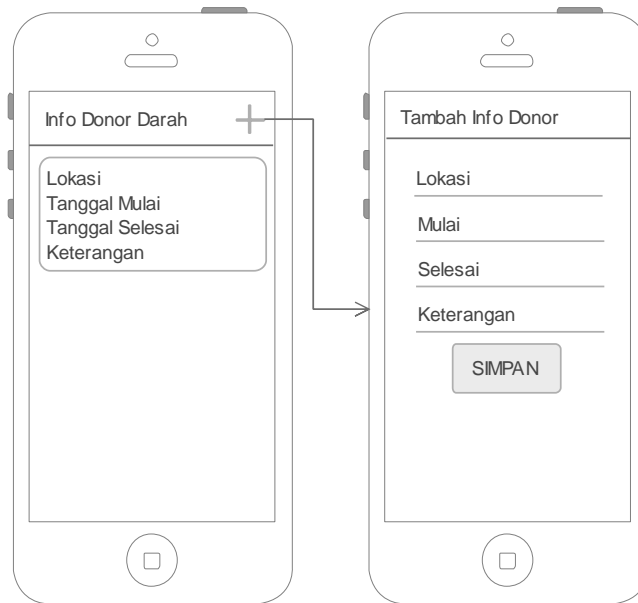 Info Donor Darah
Lokasi
Tanggal Mulai
Tanggal Selesai
Keterangan
Tambah Info Donor
Lokasi
Mulai
Selesai
Keterangan
SIMPAN